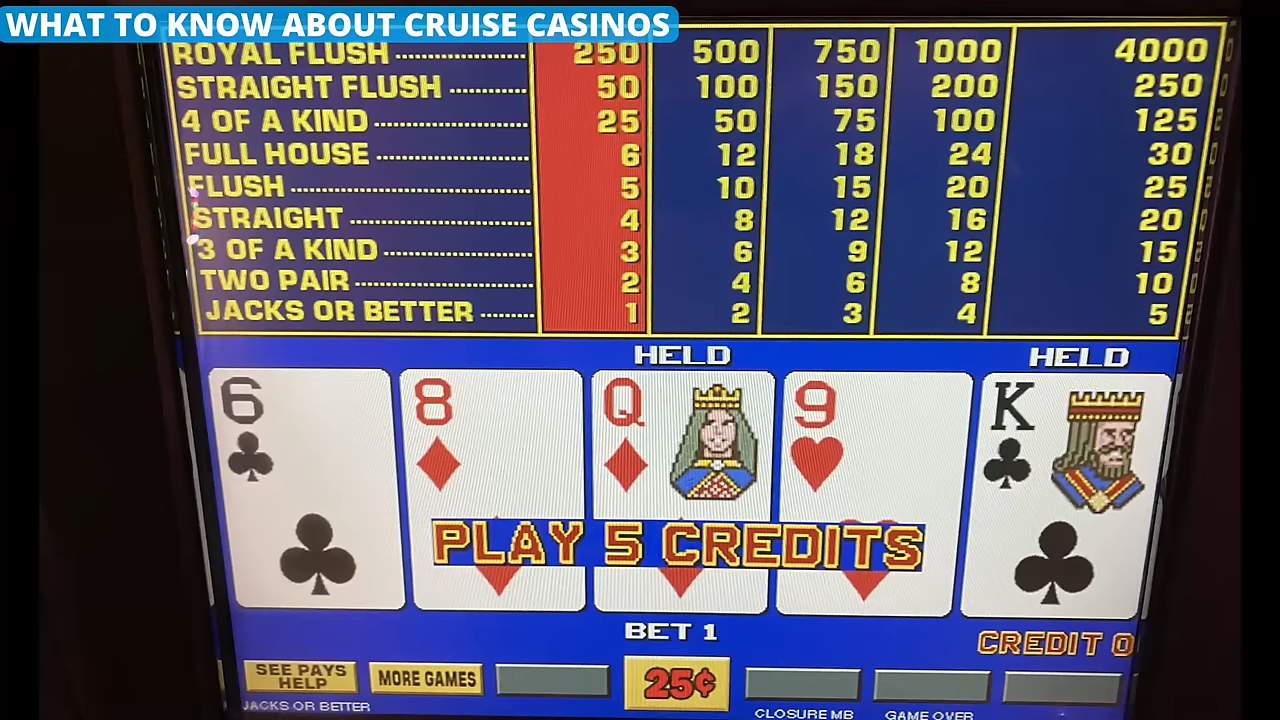 WHAT TO KNOW ABOUT CRUISE CASINOS
ROYAL FLUSH 250 500 750 1000 4000
STRAIGHT FLUSH 50 100 150 200 250
4 OF A KIND 25 50 75 100 125
FULL HOUSE 6 12 18 24 30
FLUSH 5 10 15 20 25
STRAIGHT 4 8 12 16 20
3 OF A KIND 3 6 9 12 15
TWO PAIR 2 4 6 8 10
JACKS OR BETTER 1 2 3 4 5
HELD HELD
6 8 Q 9 K
PLAY 5 CREDITS
BET 1
CREDIT 0
SEE PAYS
HELP
MORE GAMES
25¢
JACKS OR BETTER
CLOSURE MB
GAME OVER